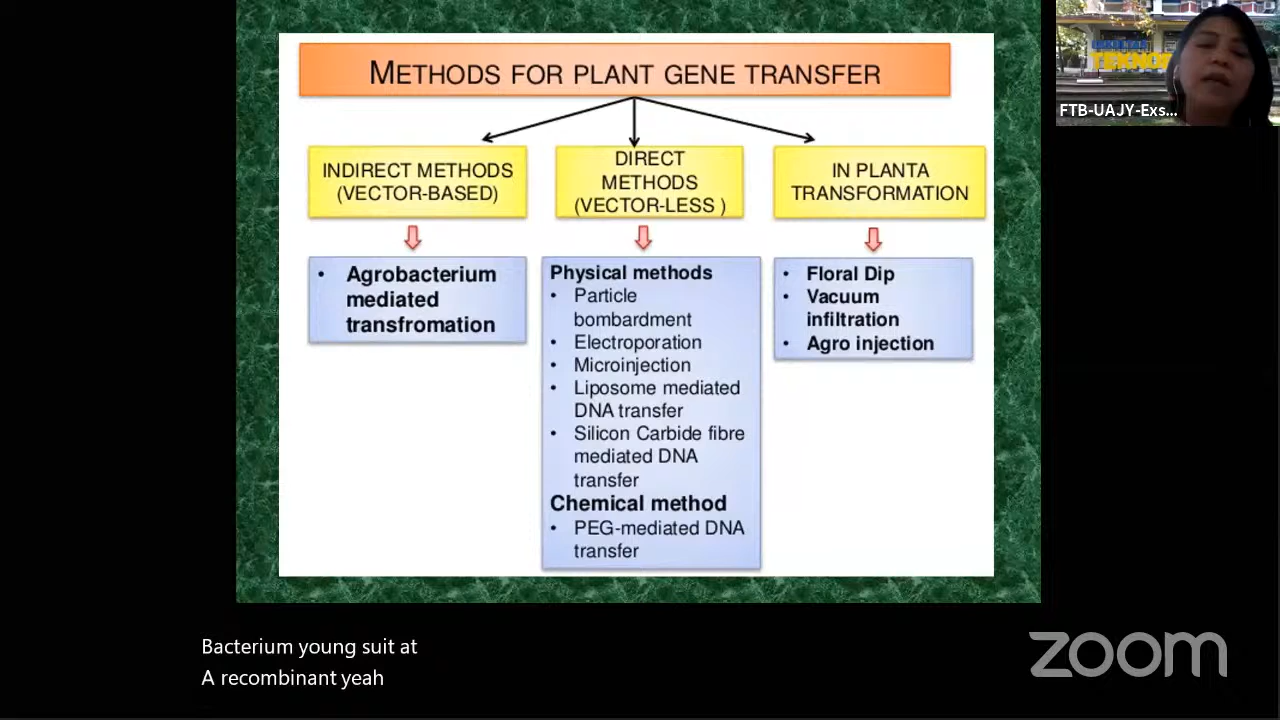 METHODS FOR PLANT GENE TRANSFER
INDIRECT METHODS
(VECTOR-BASED)
DIRECT
METHODS
(VECTOR-LESS )
IN PLANTA
TRANSFORMATION
• Agrobacterium
mediated
transfromation
Physical methods
• Particle
bombardment
• Electroporation
• Microinjection
• Liposome mediated
DNA transfer
• Silicon Carbide fibre
mediated DNA
transfer
Chemical method
• PEG-mediated DNA
transfer
• Floral Dip
• Vacuum
infiltration
• Agro injection
FTB-UAJY-Exs...
Bacterium young suit at
A recombinant yeah
zoom